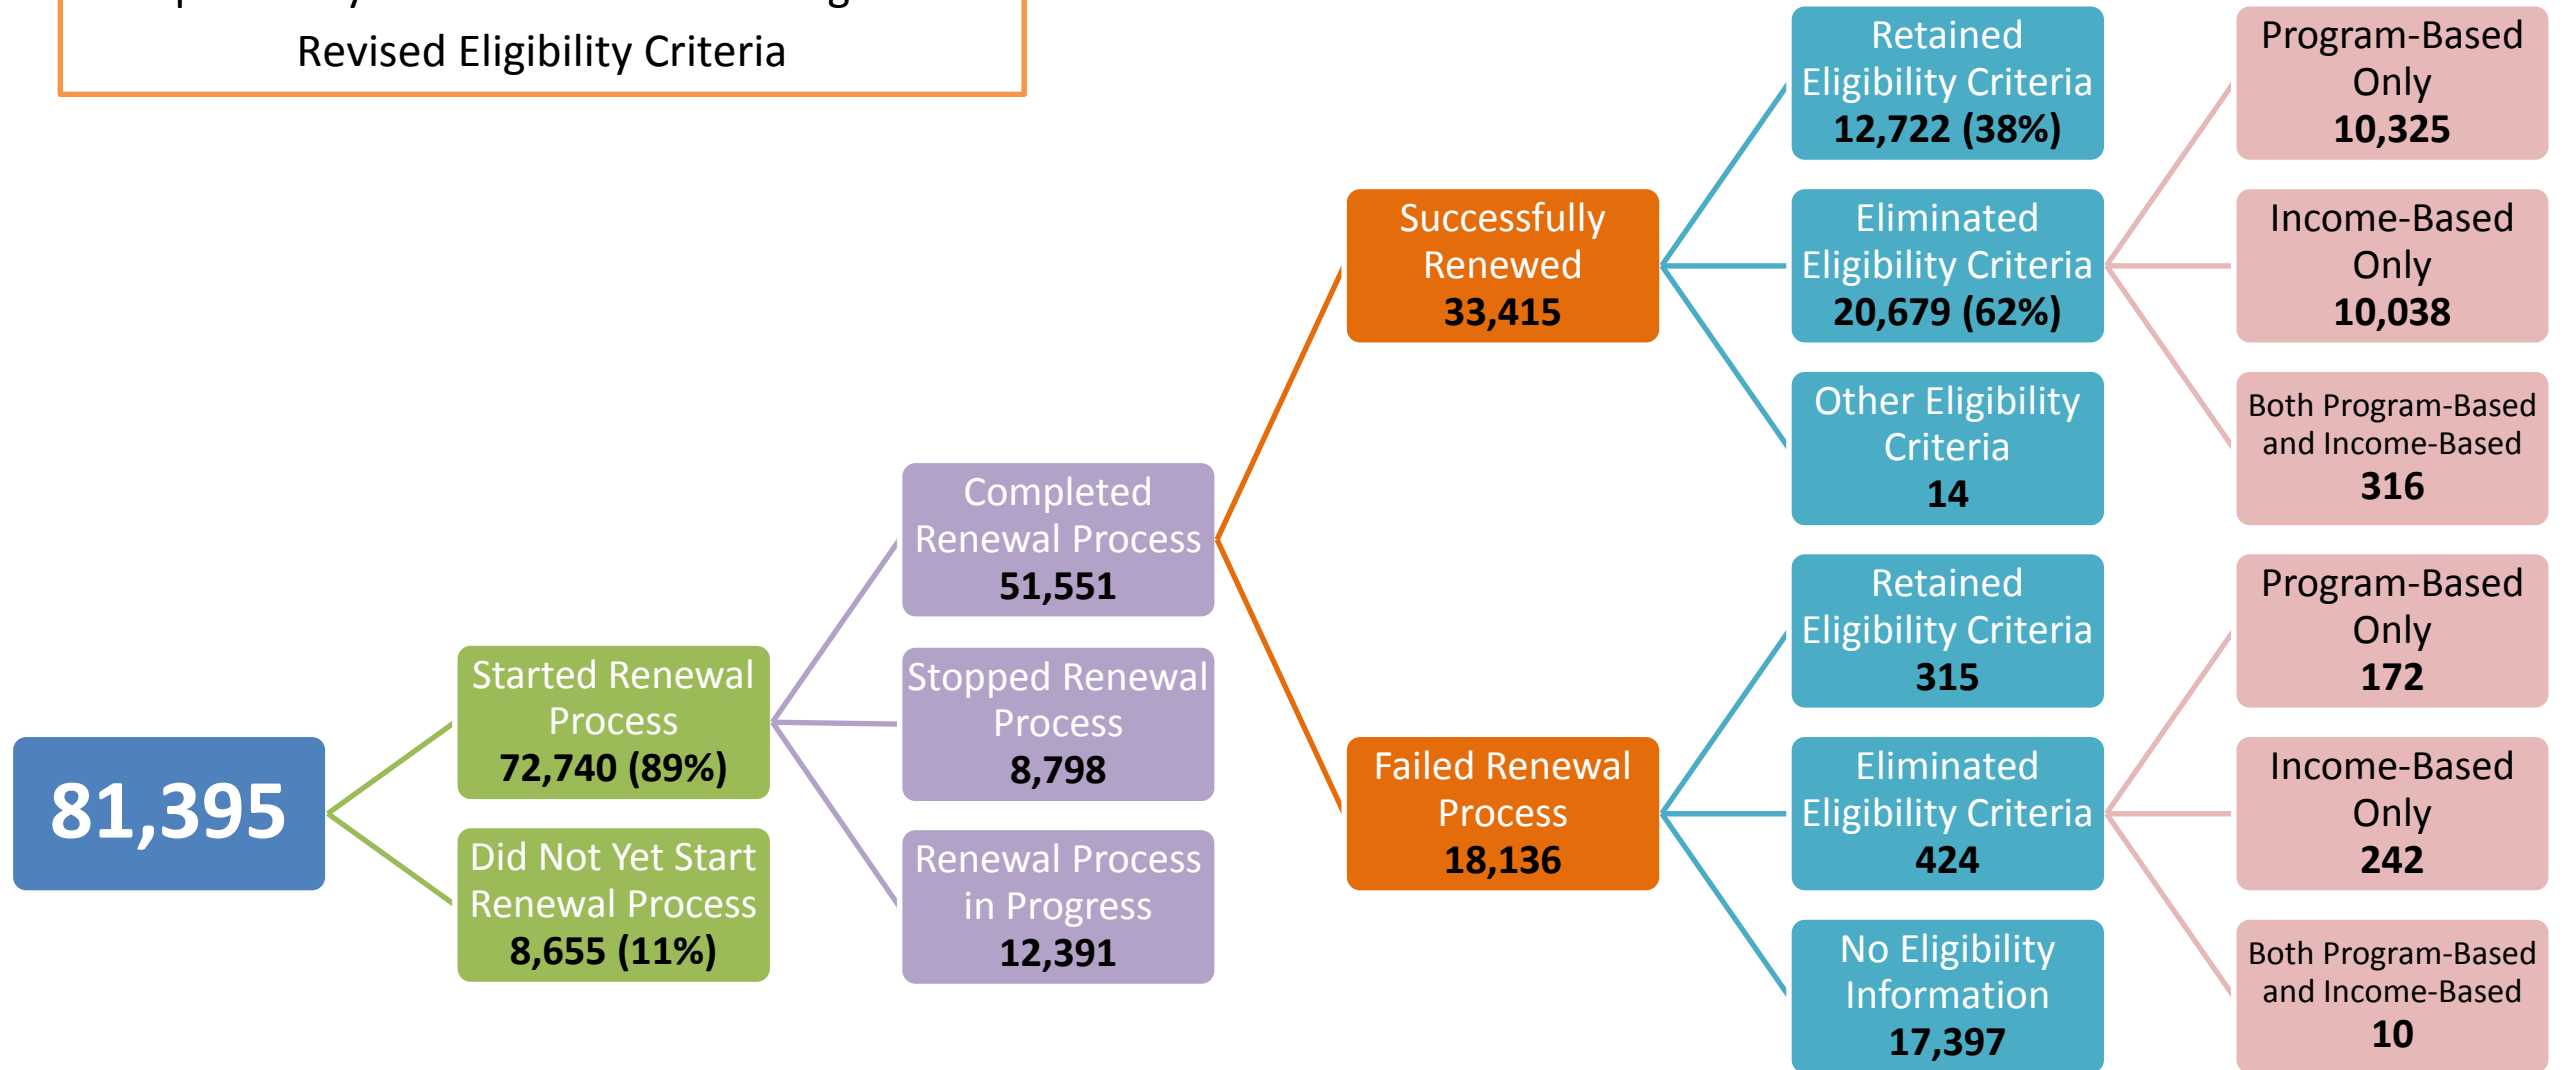 Revised Eligibility Criteria
81,395
Started Renewal
Process
72,740 (89%)
Did Not Yet Start
Renewal Process
8,655 (11%)
Completed
Renewal Process
51,551
Stopped Renewal
Process
8,798
Renewal Process
in Progress
12,391
Successfully
Renewed
33,415
Failed Renewal
Process
18,136
Retained
Eligibility Criteria
12,722 (38%)
Eliminated
Eligibility Criteria
20,679 (62%)
Other Eligibility
Criteria
14
Retained
Eligibility Criteria
315
Eliminated
Eligibility Criteria
424
No Eligibility
Information
17,397
Program-Based
Only
10,325
Income-Based
Only
10,038
Both Program-Based
and Income-Based
316
Program-Based
Only
172
Income-Based
Only
242
Both Program-Based
and Income-Based
10